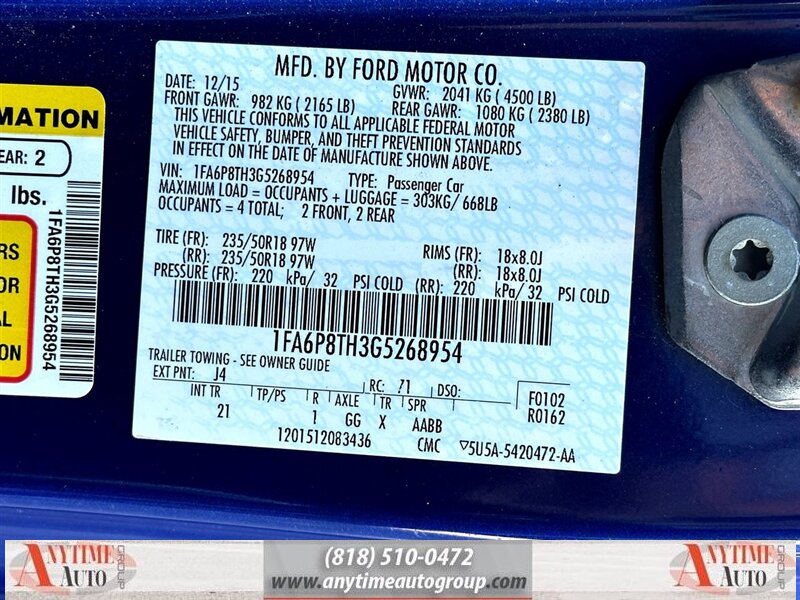 MFD. BY FORD MOTOR CO.
DATE: 12/15 GVWR: 2041 KG ( 4500 LB)
FRONT GAWR: 982 KG ( 2165 LB) REAR GAWR: 1080 KG ( 2380 LB)
THIS VEHICLE CONFORMS TO ALL APPLICABLE FEDERAL MOTOR
VEHICLE SAFETY, BUMPER, AND THEFT PREVENTION STANDARDS
IN EFFECT ON THE DATE OF MANUFACTURE SHOWN ABOVE.
VIN: 1FA6P8TH3G5268954 TYPE: Passenger Car
MAXIMUM LOAD = OCCUPANTS + LUGGAGE = 303KG/ 668LB
OCCUPANTS = 4 TOTAL; 2 FRONT, 2 REAR
TIRE (FR): 235/50R18 97W RIMS (FR): 18x8.0J
(RR): 235/50R18 97W (RR): 18x8.0J
PRESSURE (FR): 220 kPa/ 32 PSI COLD (RR): 220 kPa/ 32 PSI COLD
1FA6P8TH3G5268954
TRAILER TOWING - SEE OWNER GUIDE
EXT PNT: J4 RC: 71 DSO: F0102
R0162
INT TR TP/PS R AXLE TR SPR
21 1 GG X AABB
1201512083436 CMC 5U5A-5420472-AA
MATION
EAR: 2
lbs.
RS
OR
AL
ON
1FA6P8TH3G5268954
ANYTIME
AUTO
GROUP
(818) 510-0472
www.anytimeautogroup.com
ANYTIME
AUTO
GROUP